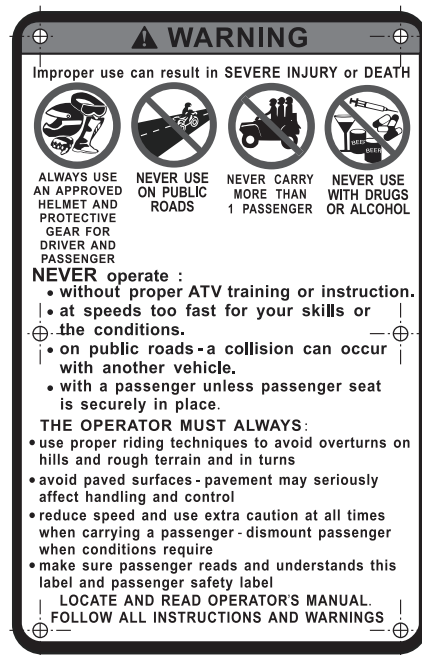 WARNING
Improper use can result in SEVERE INJURY or DEATH
BEER
BEER
ALWAYS USE
AN APPROVED
HELMET AND
PROTECTIVE
GEAR FOR
DRIVER AND
PASSENGER
NEVER USE
ON PUBLIC
ROADS
NEVER CARRY
MORE THAN
1 PASSENGER
NEVER USE
WITH DRUGS
OR ALCOHOL
NEVER operate :
• without proper ATV training or instruction.
• at speeds too fast for your skills or
the conditions.
• on public roads - a collision can occur
with another vehicle.
• with a passenger unless passenger seat
is securely in place.
THE OPERATOR MUST ALWAYS:
• use proper riding techniques to avoid overturns on
hills and rough terrain and in turns
• avoid paved surfaces - pavement may seriously
affect handling and control
• reduce speed and use extra caution at all times
when carrying a passenger - dismount passenger
when conditions require
• make sure passenger reads and understands this
label and passenger safety label
LOCATE AND READ OPERATOR'S MANUAL.
FOLLOW ALL INSTRUCTIONS AND WARNINGS